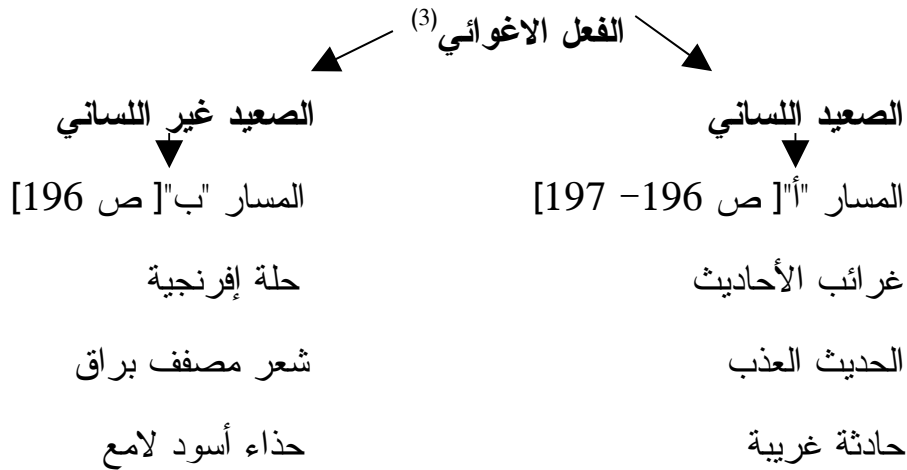 الفعل الاغوائي(3)
الصعيد اللساني
الصعيد غير اللساني
المسار "أ"[ ص 196- 197]
المسار "ب"[ ص 196]
غرائب الأحاديث
حلة إفرنجية
الحديث العذب
شعر مصفف براق
حادثة غريبة
حذاء أسود لامع